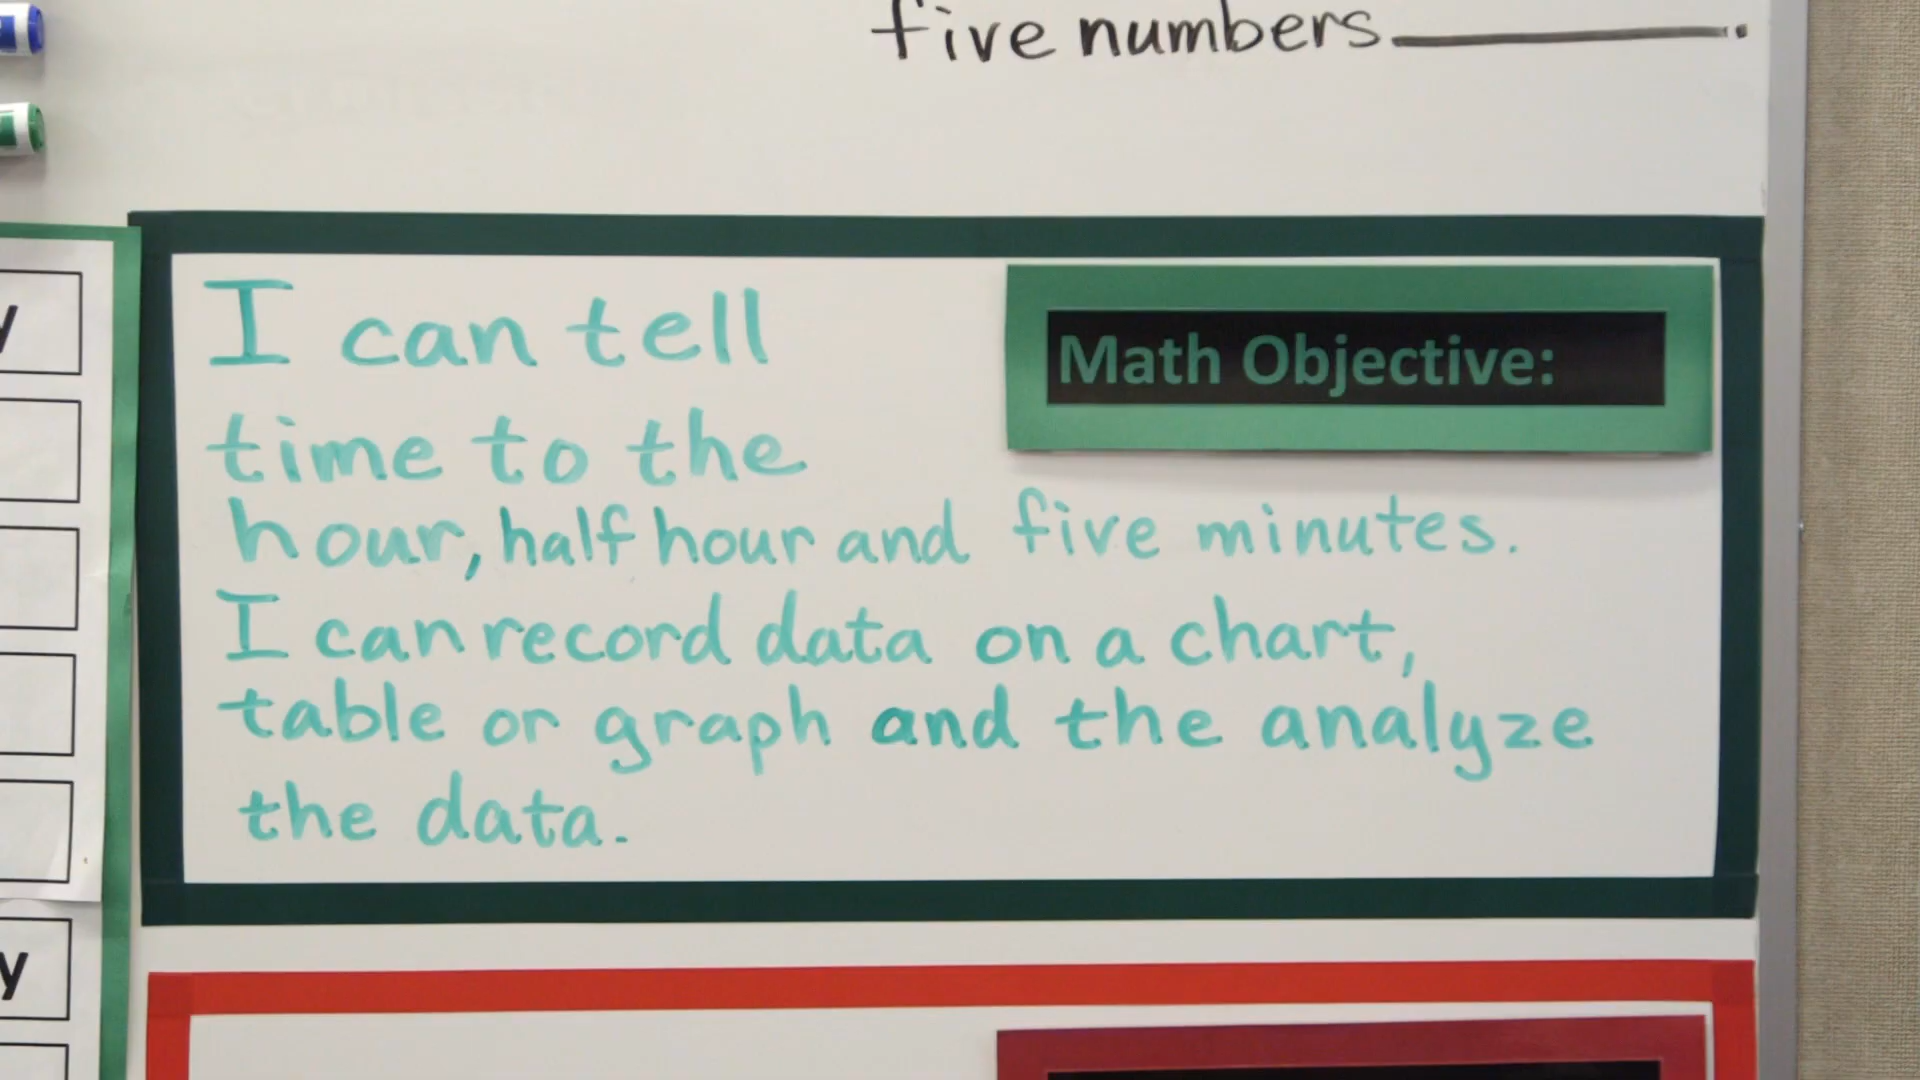 five numbers______.
I can tell
Math Objective:
time to the
hour, half hour and five minutes.
I can record data on a chart,
table or graph and the analyze
the data.
y
y